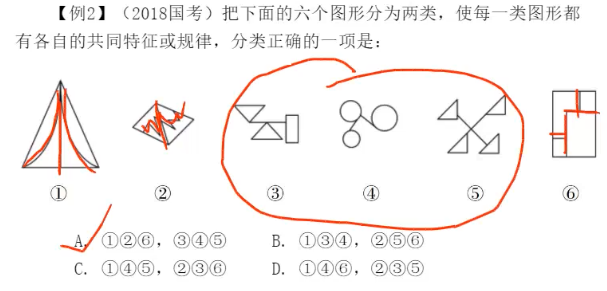 【例2】（2018国考）把下面的六个图形分为两类，使每一类图形都
有各自的共同特征或规律，分类正确的一项是：
① ② ③ ④ ⑤ ⑥
A. ①②⑥，③④⑤ B. ①③④，②⑤⑥
C. ①④⑤，②③⑥ D. ①④⑥，②③⑤